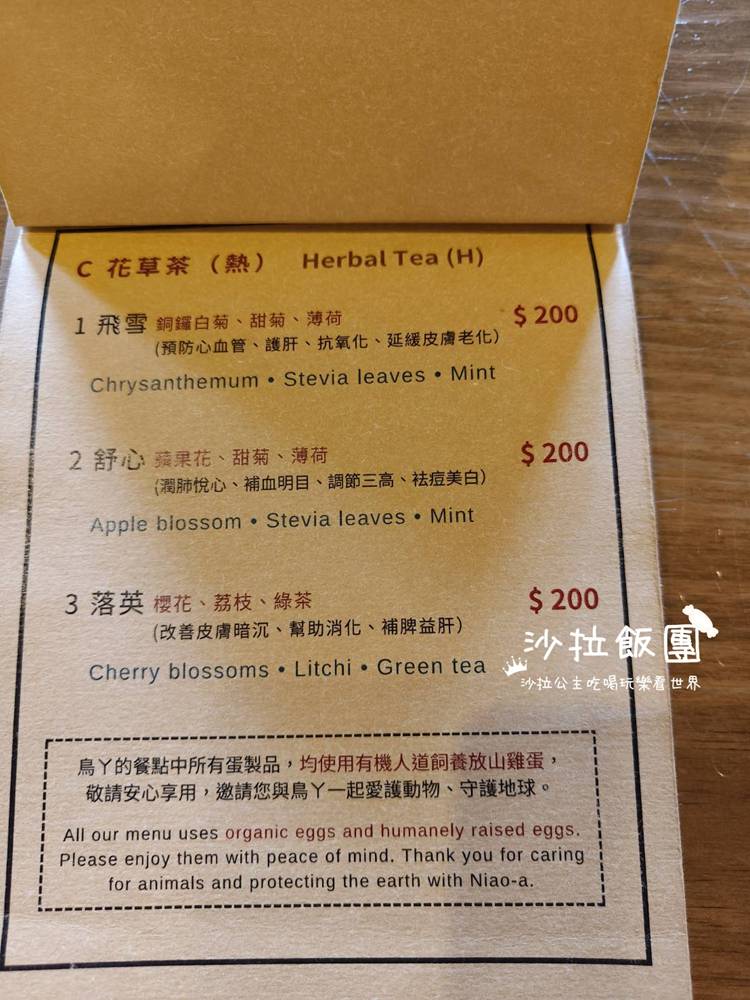 C 花草茶（熱） Herbal Tea (H)
1 飛雪 銅鑼白菊、甜菊、薄荷 $ 200
(預防心血管、護肝、抗氧化、延緩皮膚老化)
Chrysanthemum • Stevia leaves • Mint
2 舒心 蘋果花、甜菊、薄荷 $ 200
(潤肺悅心、補血明目、調節三高、祛痘美白)
Apple blossom • Stevia leaves • Mint
3 落英 櫻花、荔枝、綠茶 $ 200
(改善皮膚暗沉、幫助消化、補脾益肝)
Cherry blossoms • Litchi • Green tea
沙拉飯團
沙拉公主吃喝玩樂看世界
鳥丫的餐點中所有蛋製品，均使用有機人道飼養放山雞蛋，
敬請安心享用，邀請您與鳥丫一起愛護動物、守護地球。
All our menu uses organic eggs and humanely raised eggs.
Please enjoy them with peace of mind. Thank you for caring
for animals and protecting the earth with Niao-a.